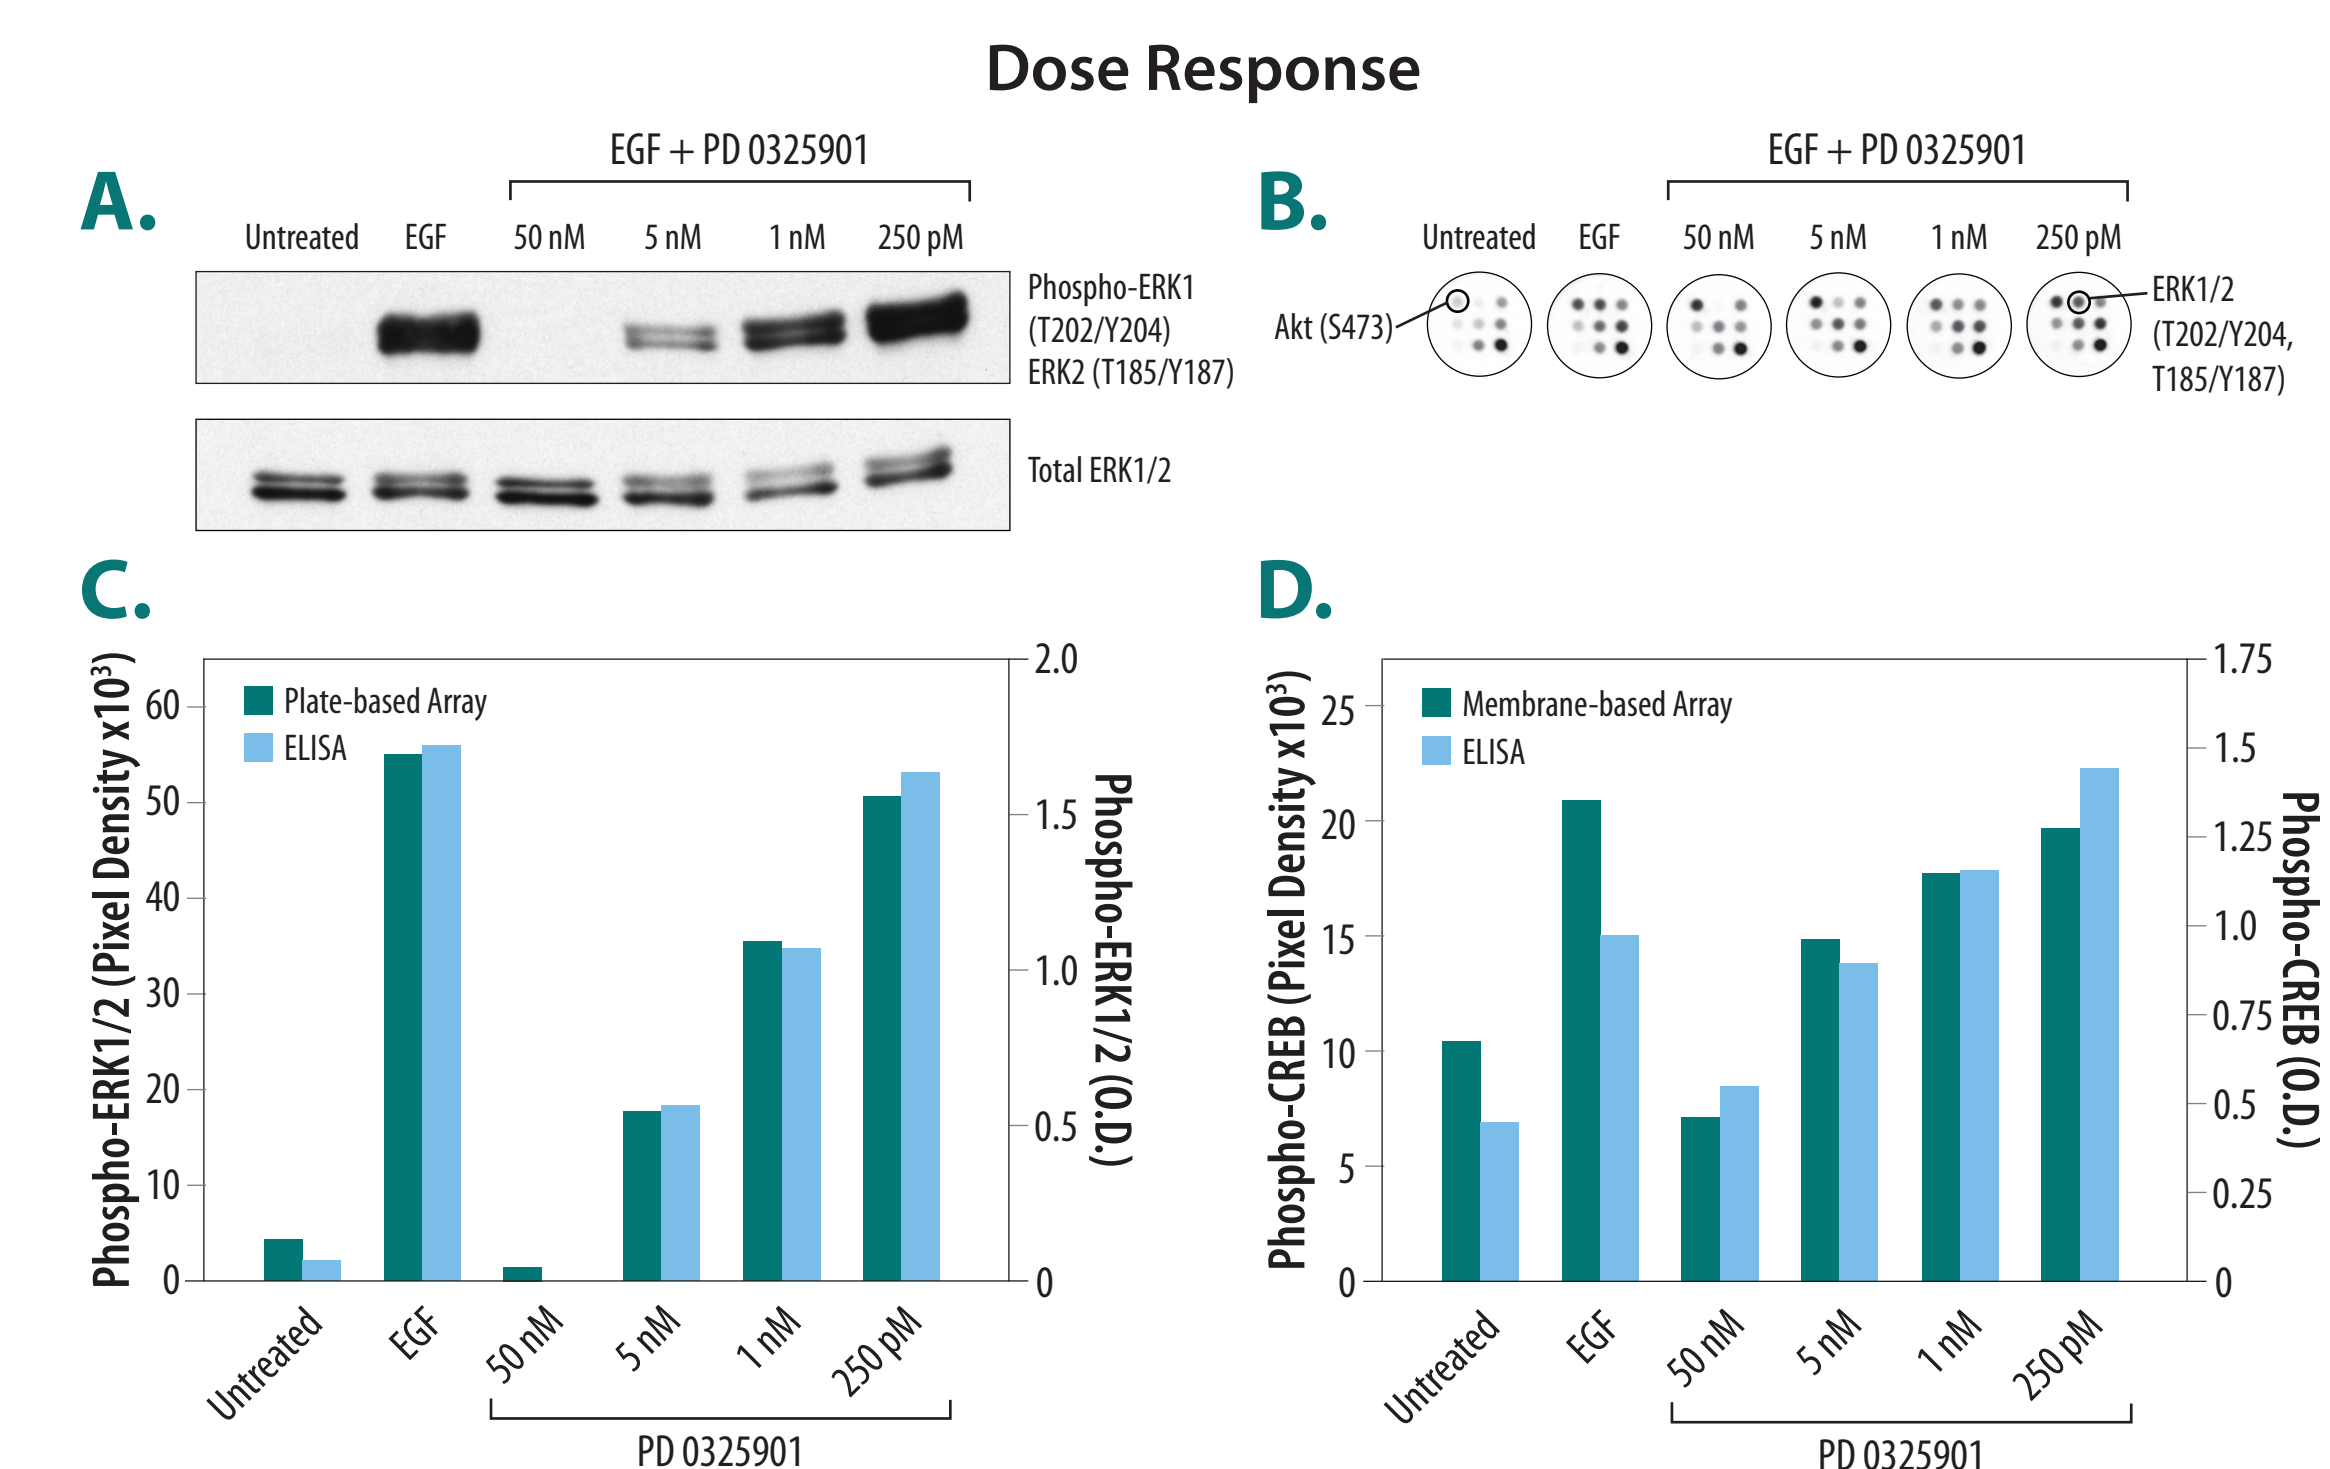 Dose Response
A.
EGF + PD 0325901
Untreated EGF 50 nM 5 nM 1 nM 250 pM
Phospho-ERK1
(T202/Y204)
ERK2 (T185/Y187)
Total ERK1/2
B.
EGF + PD 0325901
Untreated EGF 50 nM 5 nM 1 nM 250 pM
Akt (S473)
ERK1/2
(T202/Y204,
T185/Y187)
C.
Phospho-ERK1/2 (Pixel Density x10³)
60
50
40
30
20
10
0
Plate-based Array
ELISA
2.0
1.5
1.0
0.5
0
Phospho-ERK1/2 (O.D.)
Untreated
EGF
50 nM
5 nM
1 nM
250 pM
PD 0325901
D.
Phospho-CREB (Pixel Density x10³)
25
20
15
10
5
0
Membrane-based Array
ELISA
1.75
1.5
1.25
1.0
0.75
0.5
0.25
0
Phospho-CREB (O.D.)
Untreated
EGF
50 nM
5 nM
1 nM
250 pM
PD 0325901